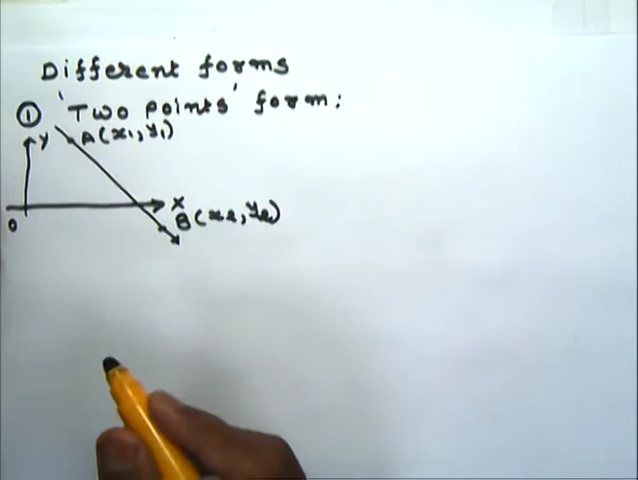 Different forms
① 'Two points' form:
Y A(x₁, y₁)
X
O B(x₂, y₂)